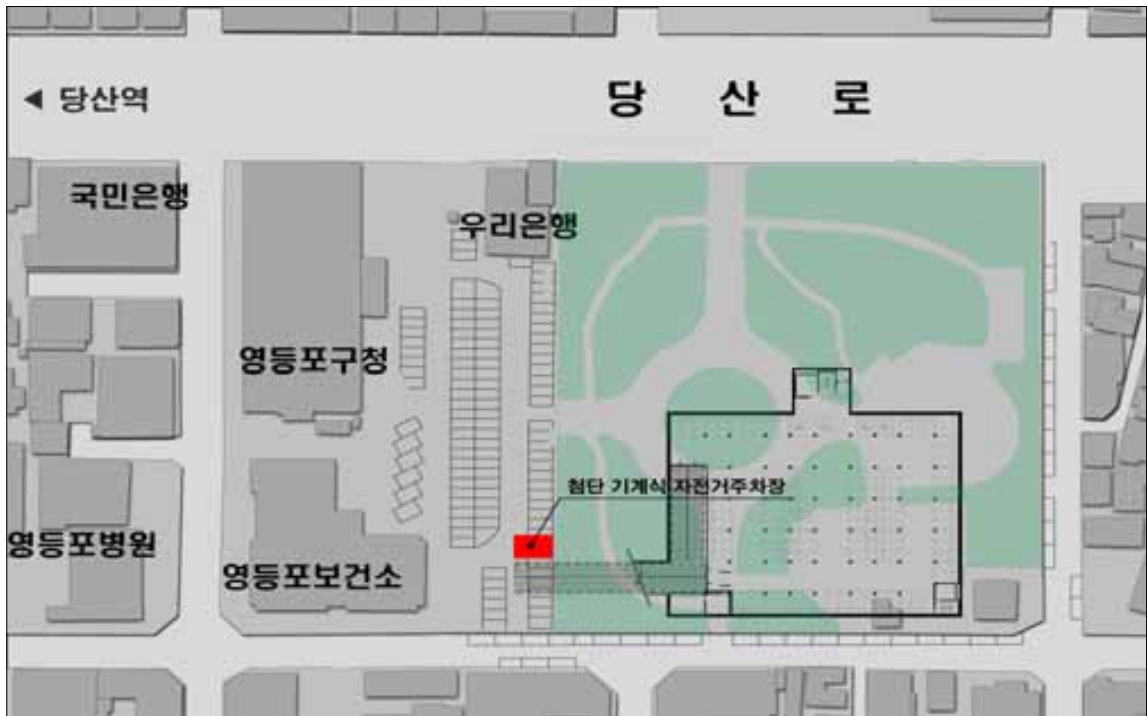 ◀ 당산역
당 산 로
국민은행
우리은행
영등포구청
첨단 기계식 자전거주차장
영등포병원
영등포보건소